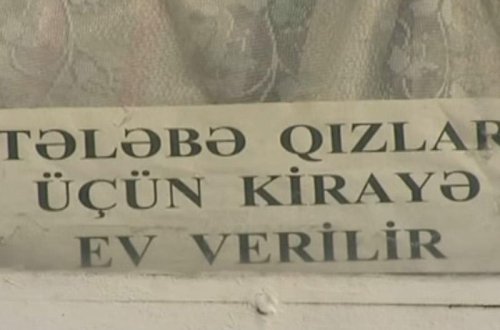 TƏLƏBƏ QIZLAR
ÜÇÜN KİRAYƏ
EV VERİLİR